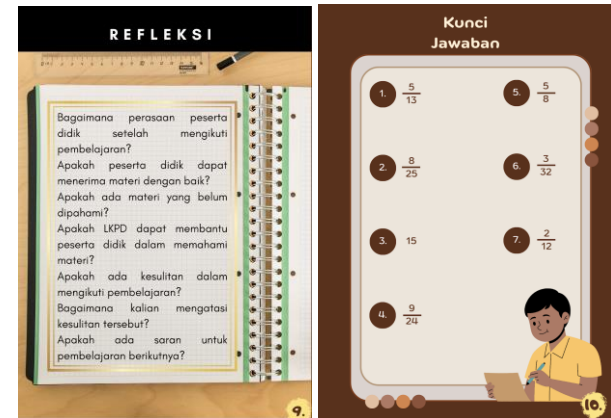 REFLEKSI
Bagaimana perasaan peserta
didik setelah mengikuti
pembelajaran?
Apakah peserta didik dapat
menerima materi dengan baik?
Apakah ada materi yang belum
dipahami?
Apakah LKPD dapat membantu
peserta didik dalam memahami
materi?
Apakah ada kesulitan dalam
mengikuti pembelajaran?
Bagaimana kalian mengatasi
kesulitan tersebut?
Apakah ada saran untuk
pembelajaran berikutnya?
9.
Kunci
Jawaban
1. 5/13
2. 8/25
3. 15
4. 9/24
5. 5/8
6. 3/32
7. 2/12
10.